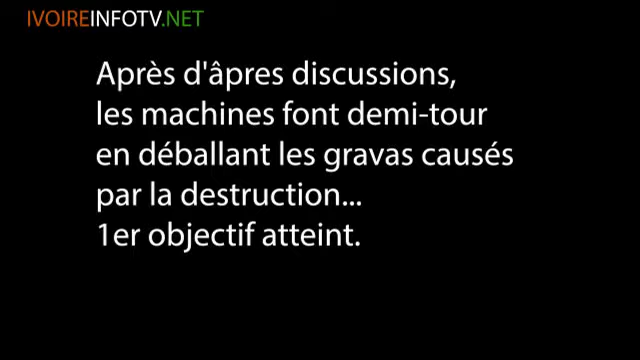 IVOIREINFOTV.NET
Après d'âpres discussions,
les machines font demi-tour
en déballant les gravas causés
par la destruction...
1er objectif atteint.